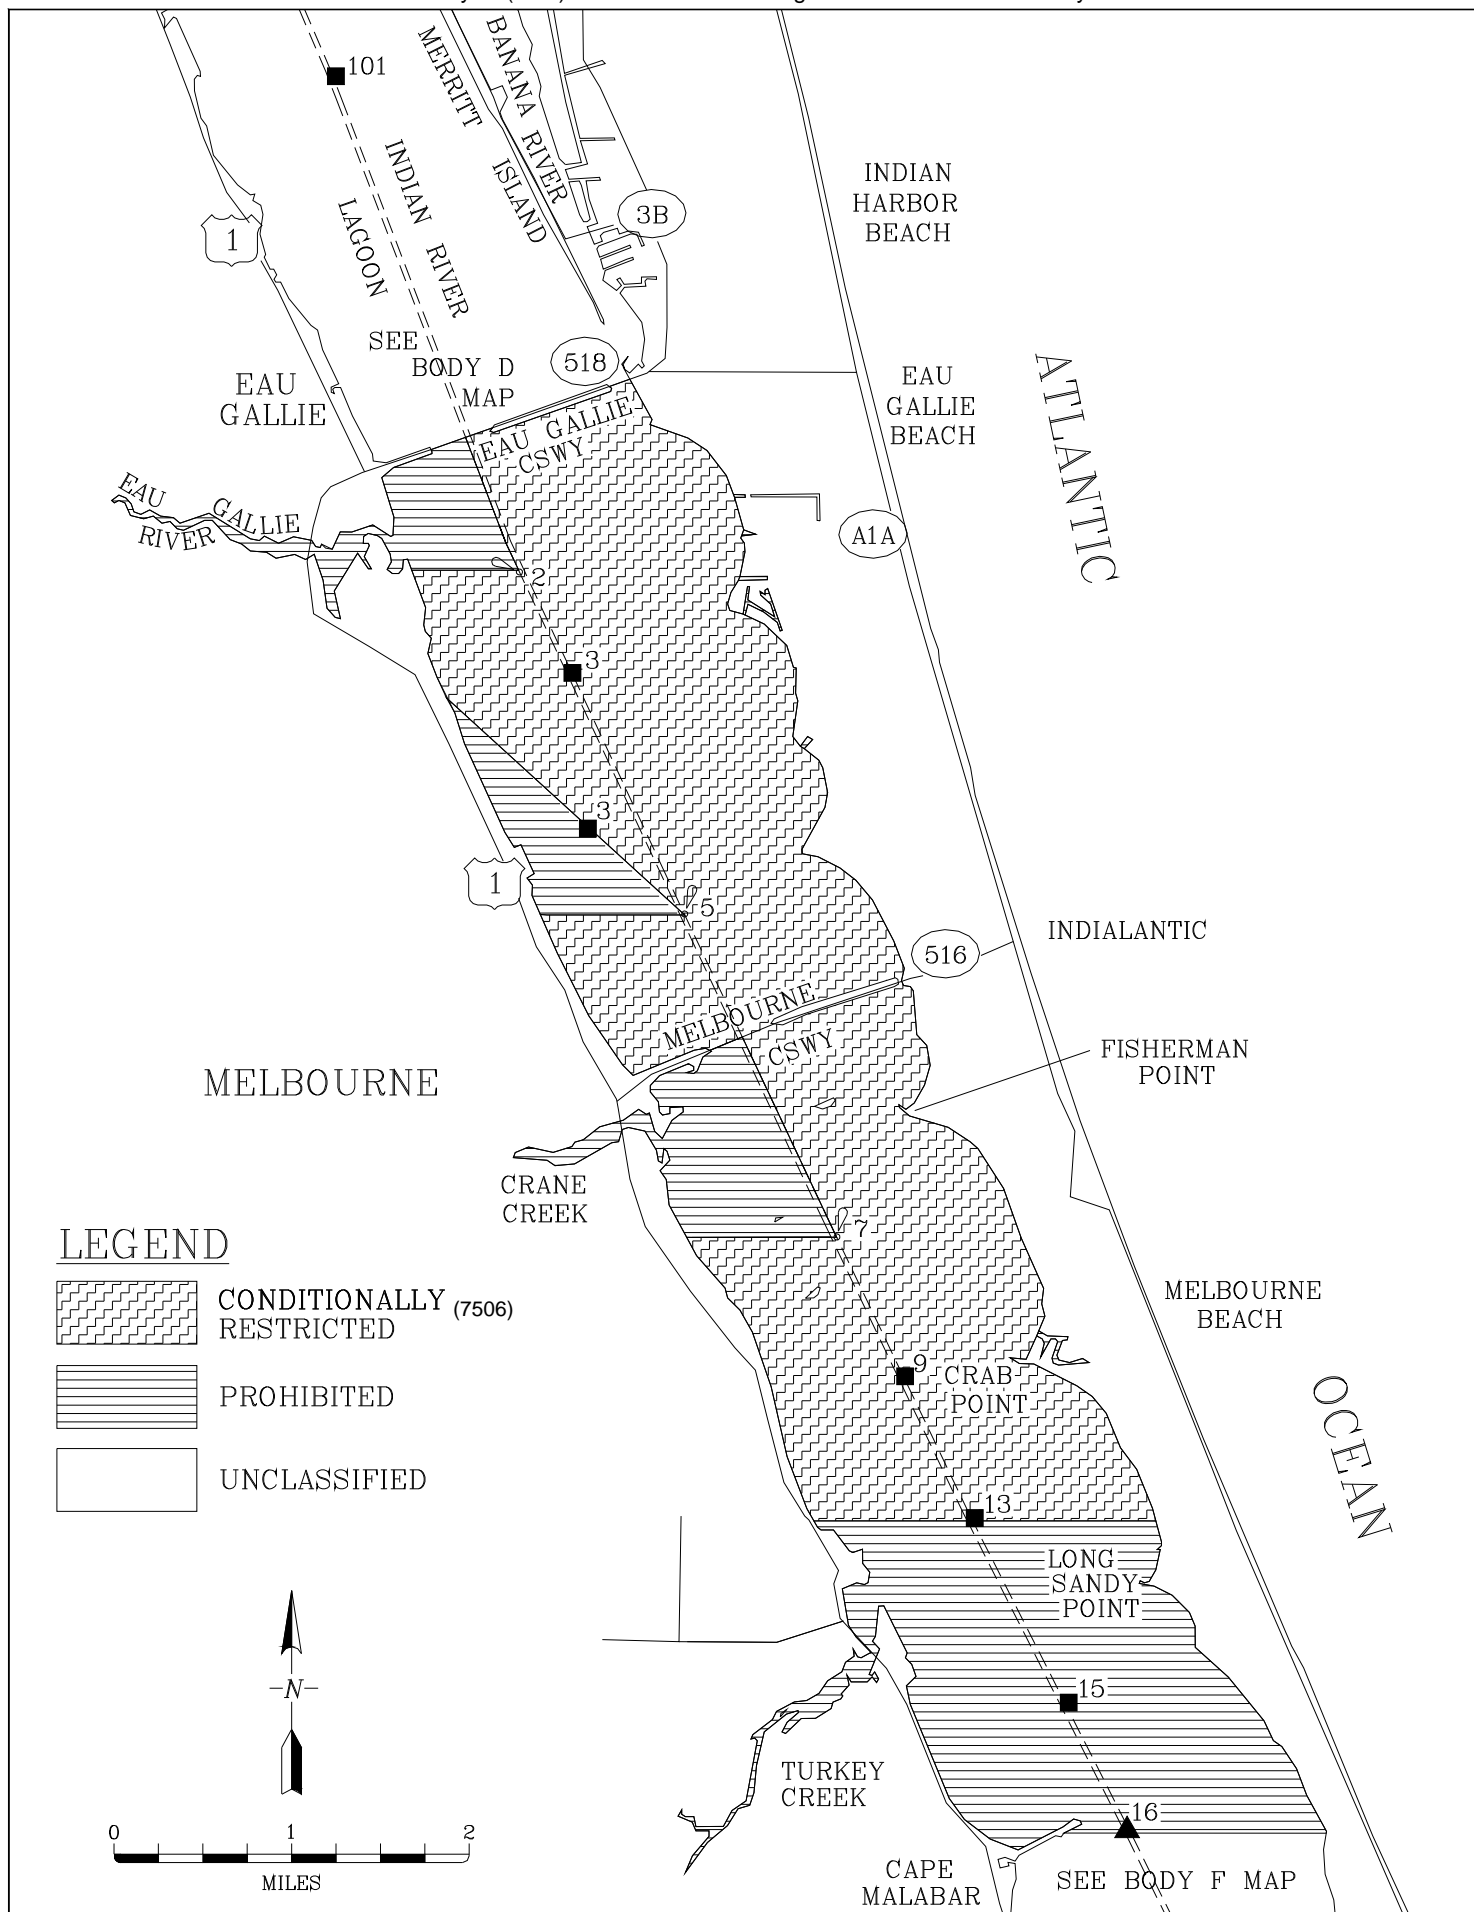 101
MERRITT
ISLAND
BANANA RIVER
INDIAN RIVER
LAGOON
3B
INDIAN
HARBOR
BEACH
1
SEE
BODY D
MAP
518
EAU
GALLIE
EAU GALLIE
CSWY
EAU
GALLIE
BEACH
ATLANTIC
EAU
GALLIE
RIVER
A1A
2
3
3
1
5
516
INDIALANTIC
MELBOURNE
CSWY
FISHERMAN
POINT
MELBOURNE
CRANE
CREEK
7
LEGEND
CONDITIONALLY (7506)
RESTRICTED
PROHIBITED
UNCLASSIFIED
MELBOURNE
BEACH
9
CRAB
POINT
OCEAN
13
LONG
SANDY
POINT
-N-
15
TURKEY
CREEK
16
0 1 2
MILES
CAPE
MALABAR
SEE BODY F MAP